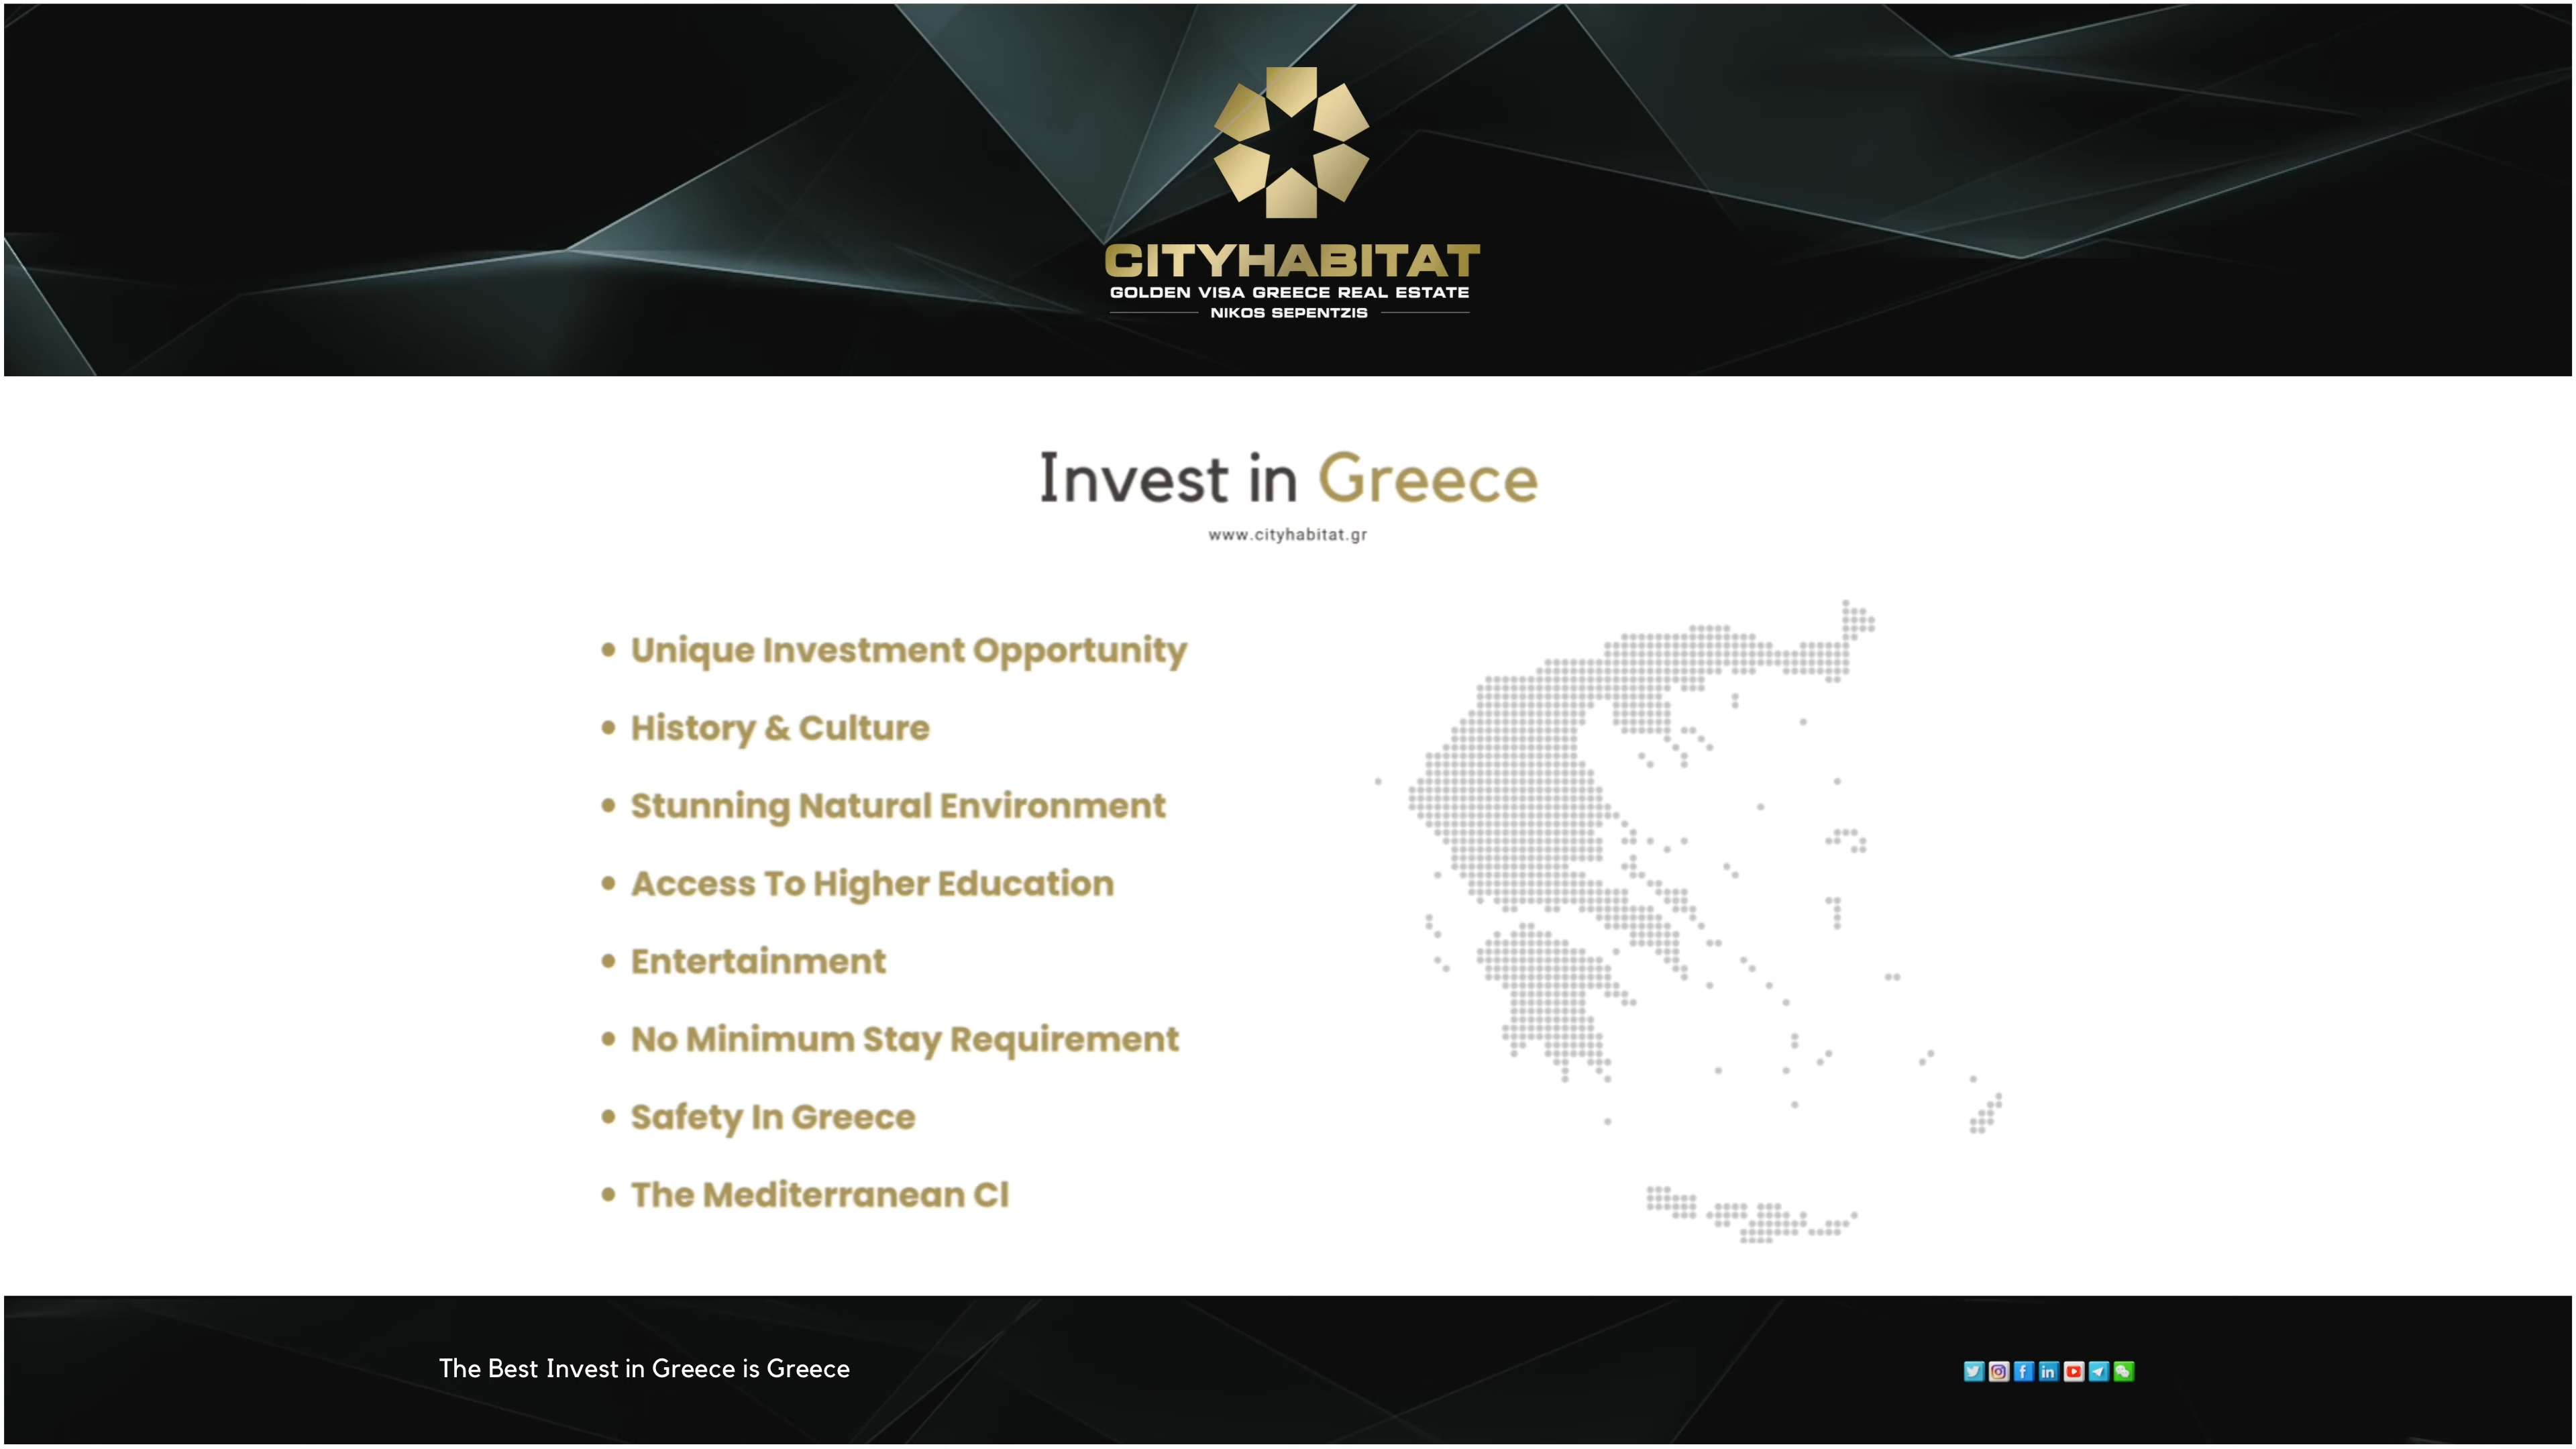 CITYHABITAT
GOLDEN VISA GREECE REAL ESTATE
NIKOS SEPENTZIS
Invest in Greece
www.cityhabitat.gr
• Unique Investment Opportunity
• History & Culture
• Stunning Natural Environment
• Access To Higher Education
• Entertainment
• No Minimum Stay Requirement
• Safety In Greece
• The Mediterranean Cl
The Best Invest in Greece is Greece